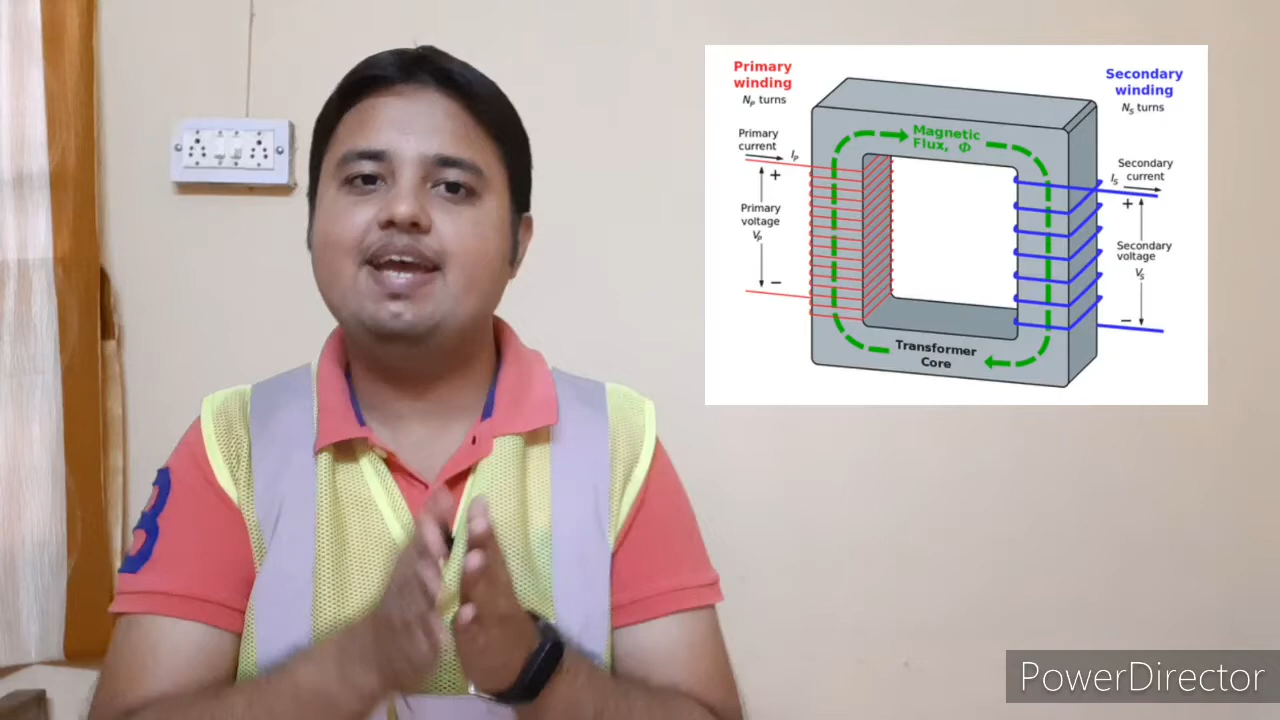 Primary
winding
Nₚ turns
Primary
current
Iₚ
+
Primary
voltage
Vₚ
−
Magnetic
Flux, Φ
Transformer
Core
Secondary
winding
Nₛ turns
Secondary
current
Iₛ
+
Secondary
voltage
Vₛ
−
B
PowerDirector